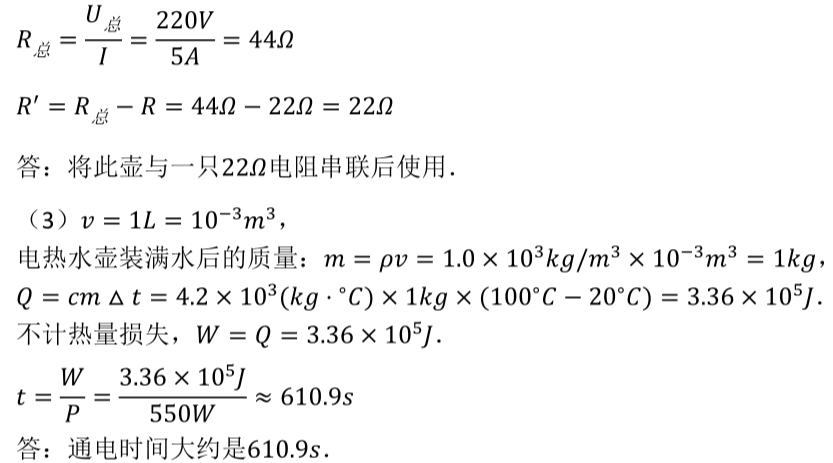 R总 = U总/I = 220V/5A = 44Ω
R′ = R总 − R = 44Ω − 22Ω = 22Ω
答：将此壶与一只22Ω电阻串联后使用．
（3）v = 1L = 10⁻³m³，
电热水壶装满水后的质量：m = ρv = 1.0 × 10³kg/m³ × 10⁻³m³ = 1kg，
Q = cm △ t = 4.2 × 10³(kg · °C) × 1kg × (100°C − 20°C) = 3.36 × 10⁵J．
不计热量损失，W = Q = 3.36 × 10⁵J．
t = W/P = 3.36 × 10⁵J/550W ≈ 610.9s
答：通电时间大约是610.9s．